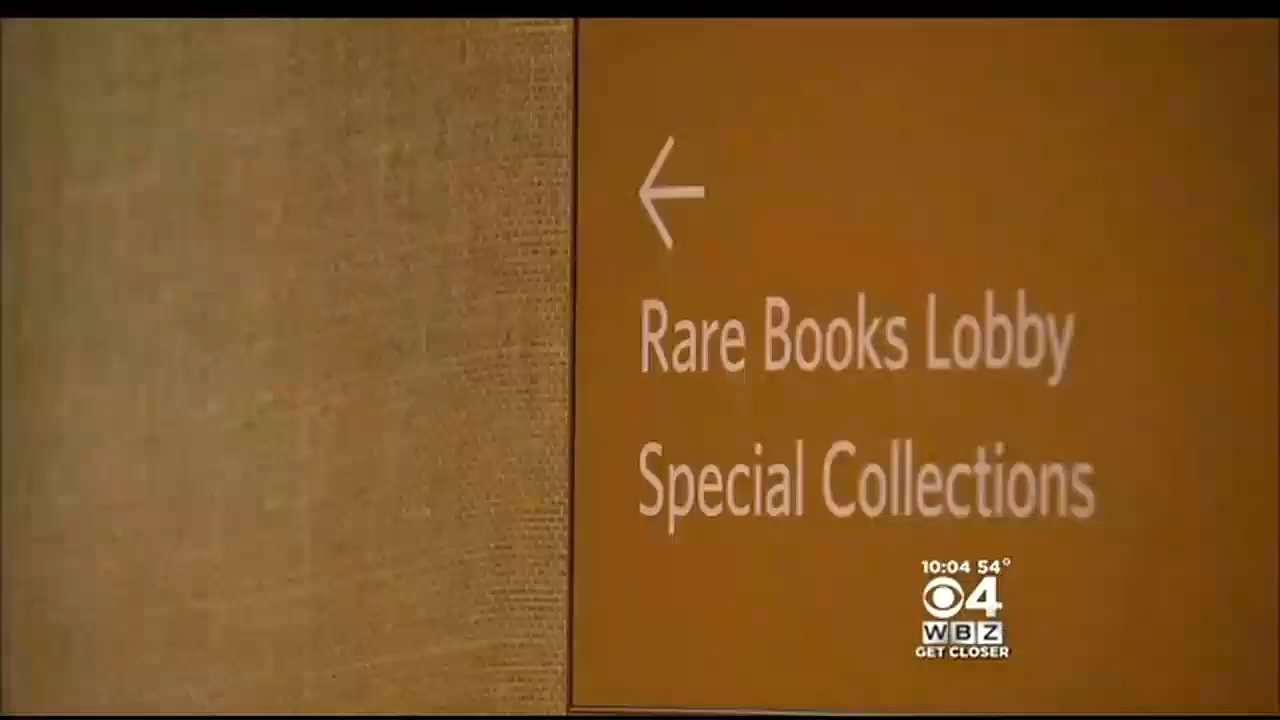 Rare Books Lobby
Special Collections
10:04 54°
4
WBZ
GET CLOSER